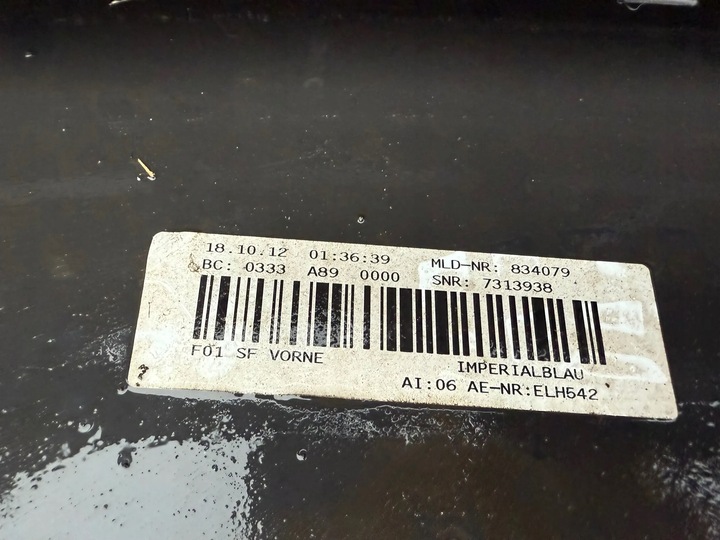 18.10.12 01:36:39 MLD-NR: 834079
BC: 0333 A89 0000 SNR: 7313938
F01 SF VORNE IMPERIALBLAU
AI:06 AE-NR:ELH542